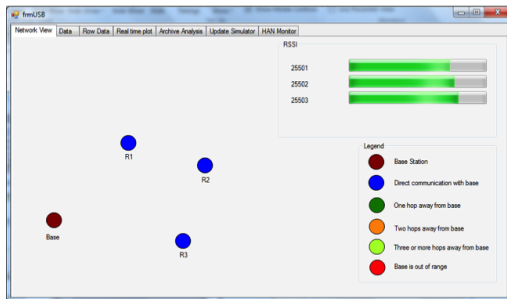 frmUSB
Network View Data Row Data Real time plot Archive Analysis Update Simulator HAN Monitor
RSSI
25501
25502
25503
R1
R2
Base
R3
Legend
Base Station
Direct communication with base
One hop away from base
Two hops away from base
Three or more hops away from base
Base is out of range